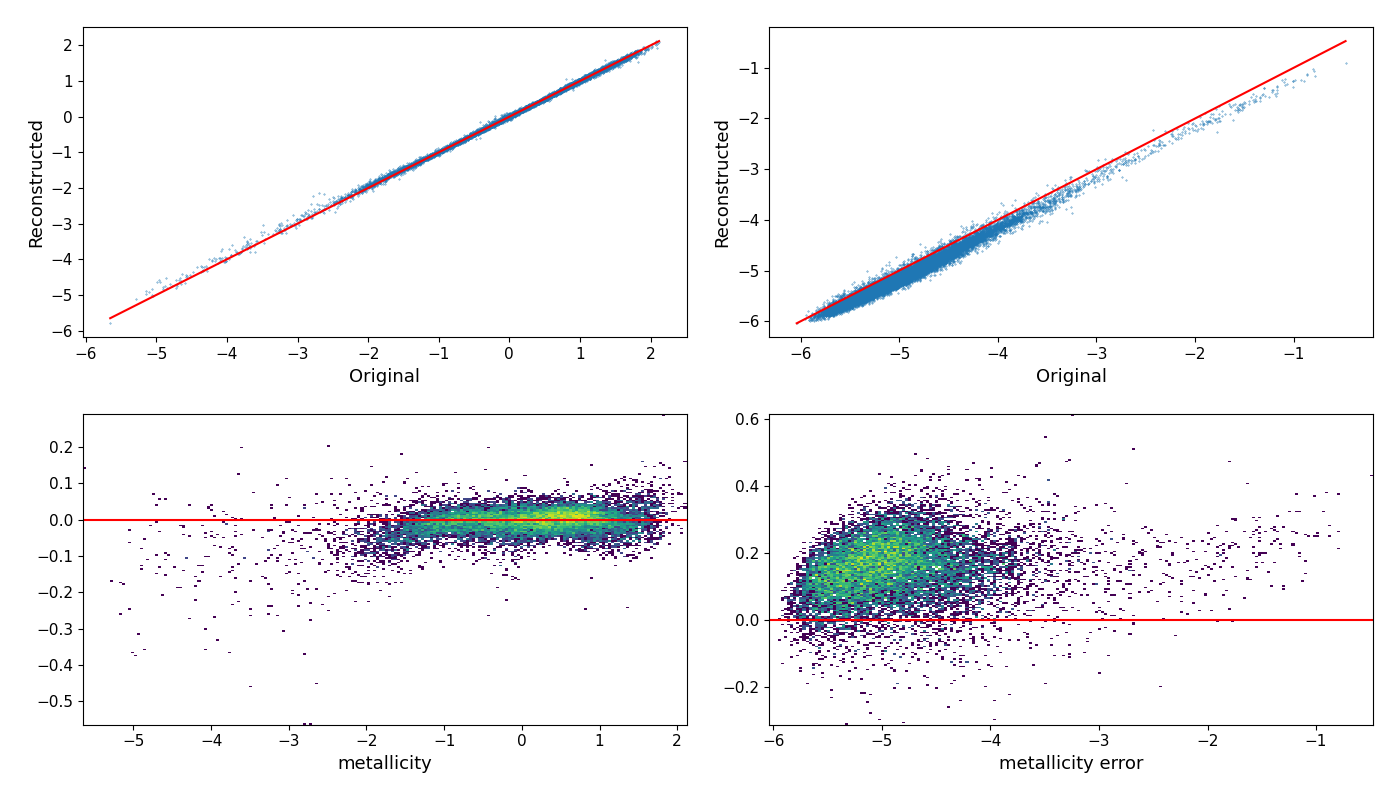 2
1
0
−1
−2
−3
−4
−5
−6
Reconstructed
−6 −5 −4 −3 −2 −1 0 1 2
Original
−1
−2
−3
−4
−5
−6
Reconstructed
−6 −5 −4 −3 −2 −1
Original
0.2
0.1
0.0
−0.1
−0.2
−0.3
−0.4
−0.5
−5 −4 −3 −2 −1 0 1 2
metallicity
0.6
0.4
0.2
0.0
−0.2
−6 −5 −4 −3 −2 −1
metallicity error